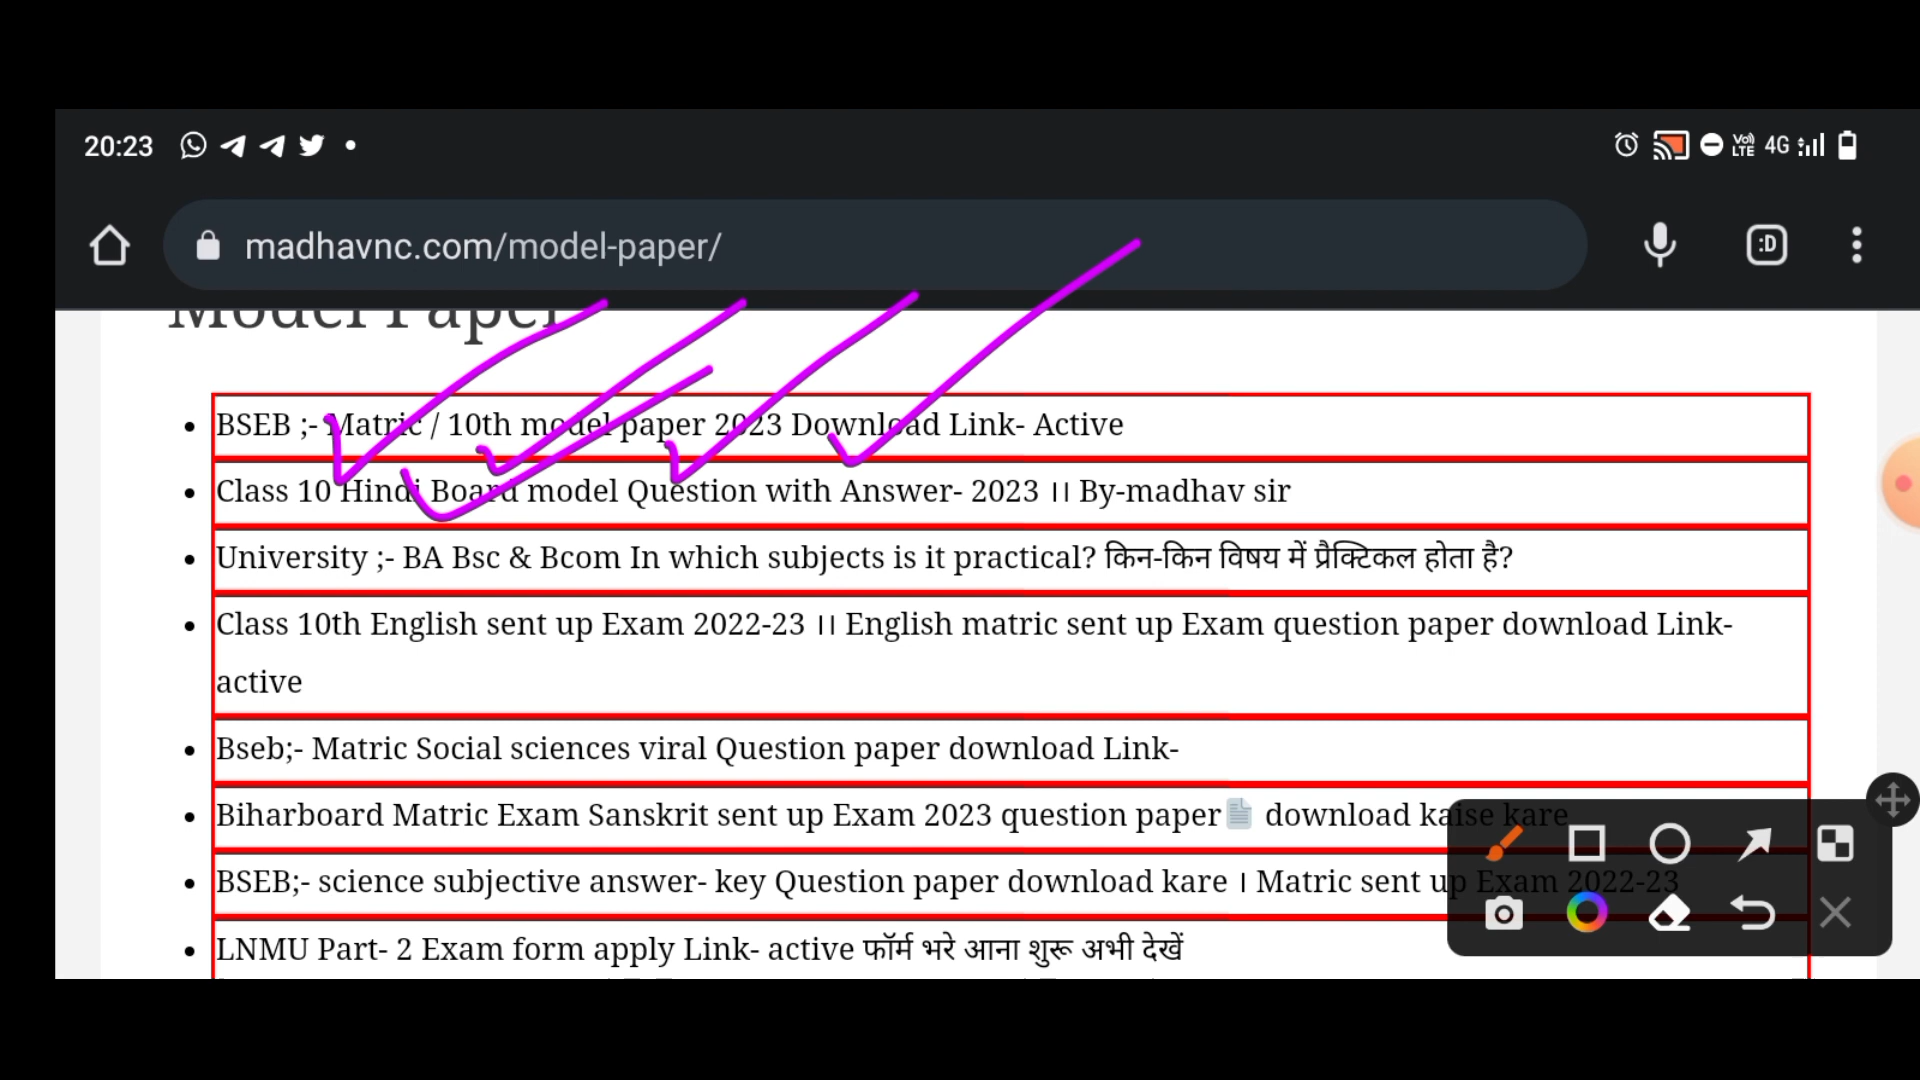 20:23
Vo) LTE 4G
madhavnc.com/model-paper/
:D
Model Paper
BSEB ;- Matric / 10th model paper 2023 Download Link- Active
Class 10 Hindi Board model Question with Answer- 2023 ।। By-madhav sir
University ;- BA Bsc & Bcom In which subjects is it practical? किन-किन विषय में प्रैक्टिकल होता है?
Class 10th English sent up Exam 2022-23 ।। English matric sent up Exam question paper download Link-
active
Bseb;- Matric Social sciences viral Question paper download Link-
Biharboard Matric Exam Sanskrit sent up Exam 2023 question paper download kaise kare
BSEB;- science subjective answer- key Question paper download kare । Matric sent up Exam 2022-23
LNMU Part- 2 Exam form apply Link- active फॉर्म भरे आना शुरू अभी देखें